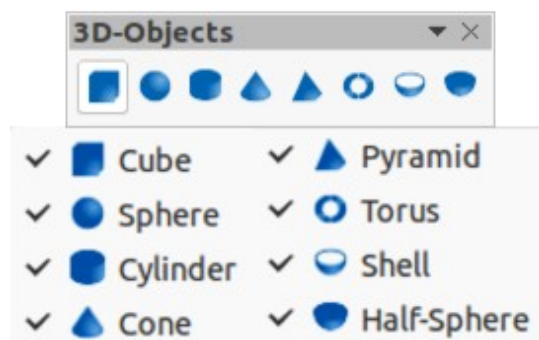 3D-Objects
Cube
Sphere
Cylinder
Cone
Pyramid
Torus
Shell
Half-Sphere